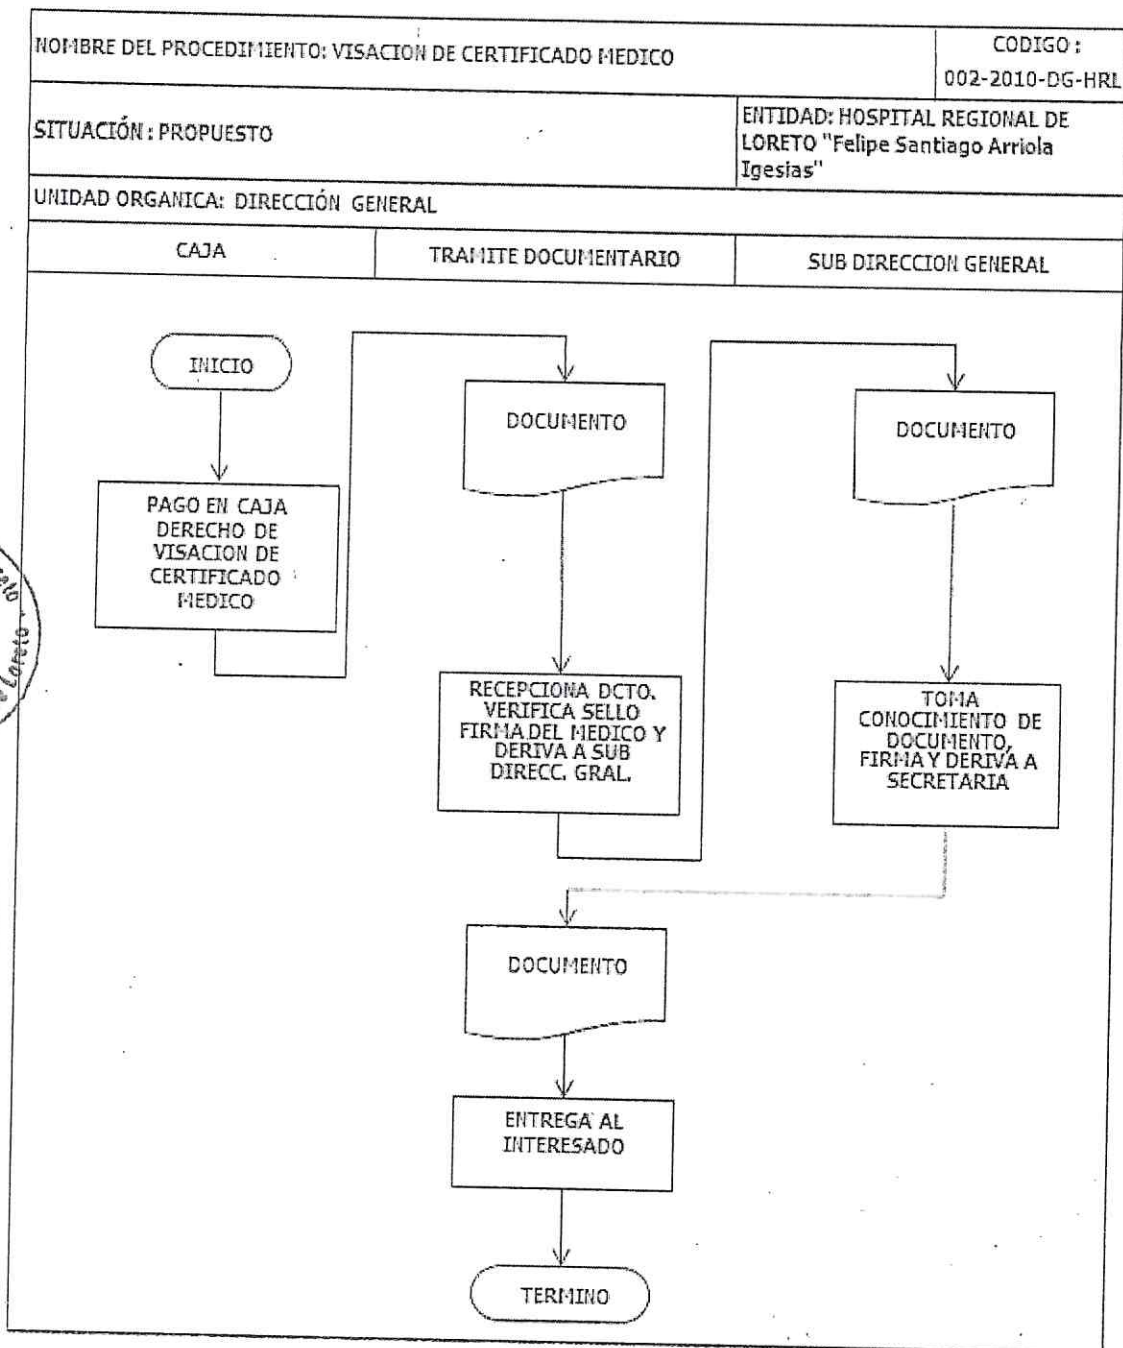 NOMBRE DEL PROCEDIMIENTO: VISACION DE CERTIFICADO MEDICO
CODIGO :
002-2010-DG-HRL
SITUACIÓN : PROPUESTO
ENTIDAD: HOSPITAL REGIONAL DE
LORETO "Felipe Santiago Arriola
Igesias"
UNIDAD ORGANICA: DIRECCIÓN GENERAL
CAJA
TRAMITE DOCUMENTARIO
SUB DIRECCION GENERAL
INICIO
DOCUMENTO
DOCUMENTO
PAGO EN CAJA
DERECHO DE
VISACION DE
CERTIFICADO
MEDICO
RECEPCIONA DCTO.
VERIFICA SELLO
FIRMA DEL MEDICO Y
DERIVA A SUB
DIRECC. GRAL.
TOMA
CONOCIMIENTO DE
DOCUMENTO,
FIRMA Y DERIVA A
SECRETARIA
DOCUMENTO
ENTREGA AL
INTERESADO
TERMINO
Loreto